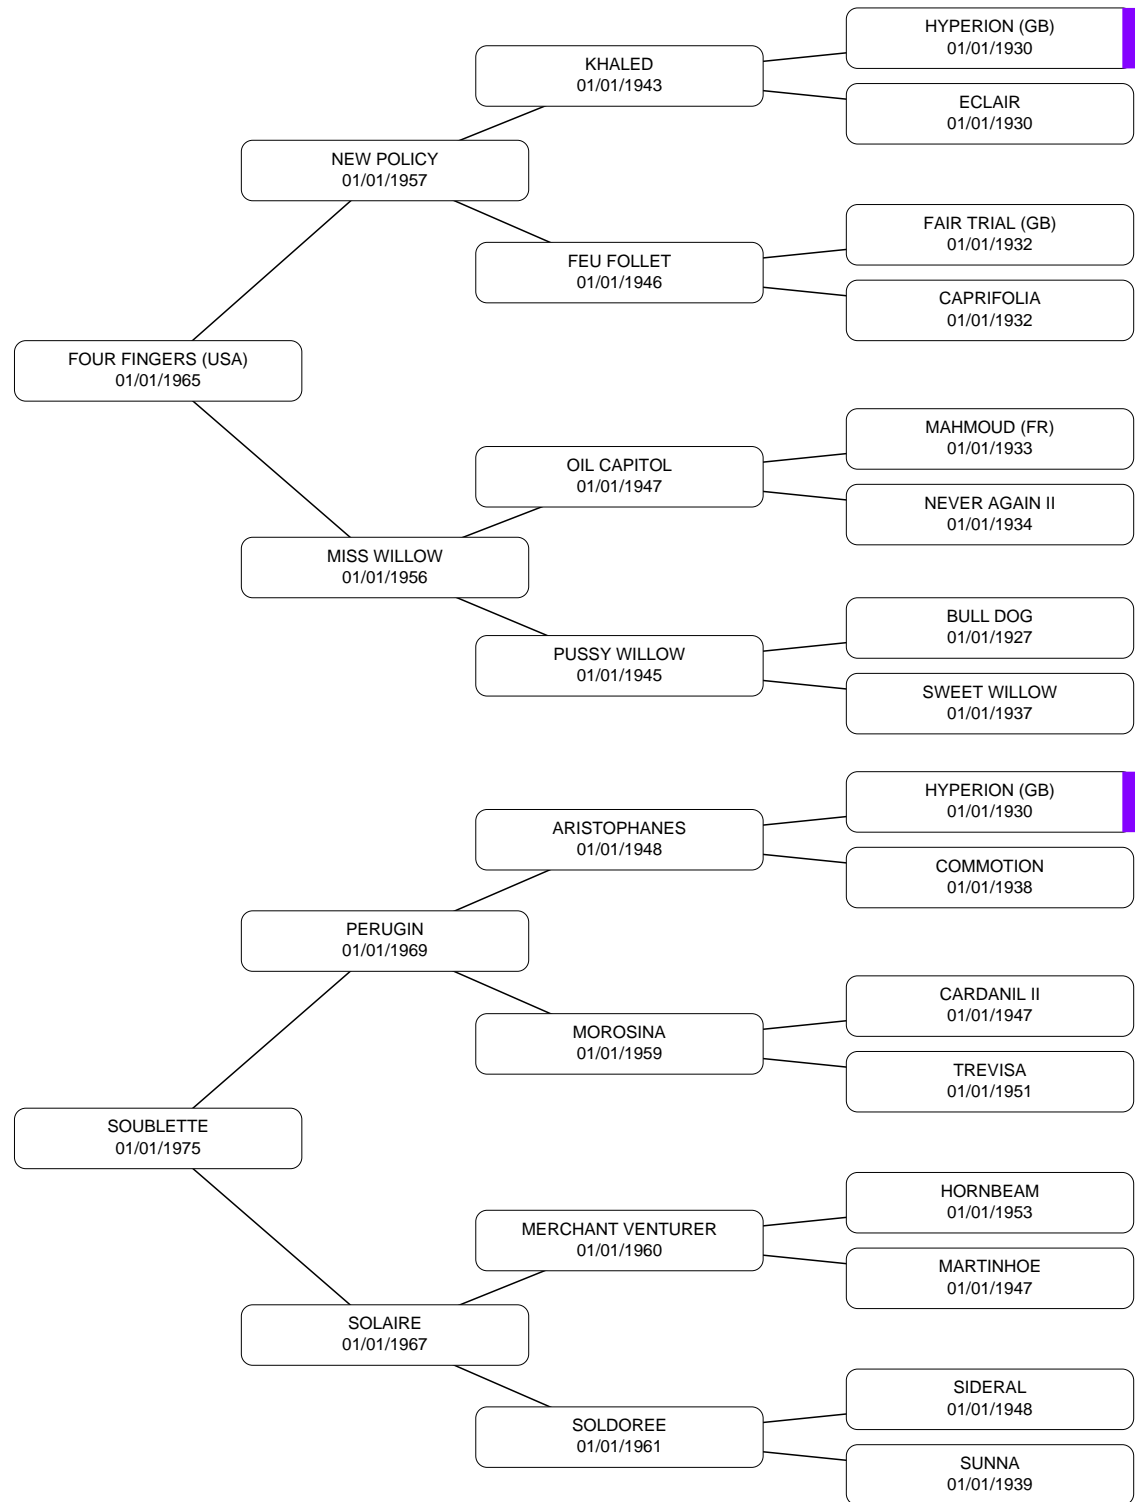 HYPERION (GB)
01/01/1930
KHALED
01/01/1943
ECLAIR
01/01/1930
NEW POLICY
01/01/1957
FAIR TRIAL (GB)
01/01/1932
FEU FOLLET
01/01/1946
CAPRIFOLIA
01/01/1932
FOUR FINGERS (USA)
01/01/1965
MAHMOUD (FR)
01/01/1933
OIL CAPITOL
01/01/1947
NEVER AGAIN II
01/01/1934
MISS WILLOW
01/01/1956
BULL DOG
01/01/1927
PUSSY WILLOW
01/01/1945
SWEET WILLOW
01/01/1937
HYPERION (GB)
01/01/1930
ARISTOPHANES
01/01/1948
COMMOTION
01/01/1938
PERUGIN
01/01/1969
CARDANIL II
01/01/1947
MOROSINA
01/01/1959
TREVISA
01/01/1951
SOUBLETTE
01/01/1975
HORNBEAM
01/01/1953
MERCHANT VENTURER
01/01/1960
MARTINHOE
01/01/1947
SOLAIRE
01/01/1967
SIDERAL
01/01/1948
SOLDOREE
01/01/1961
SUNNA
01/01/1939